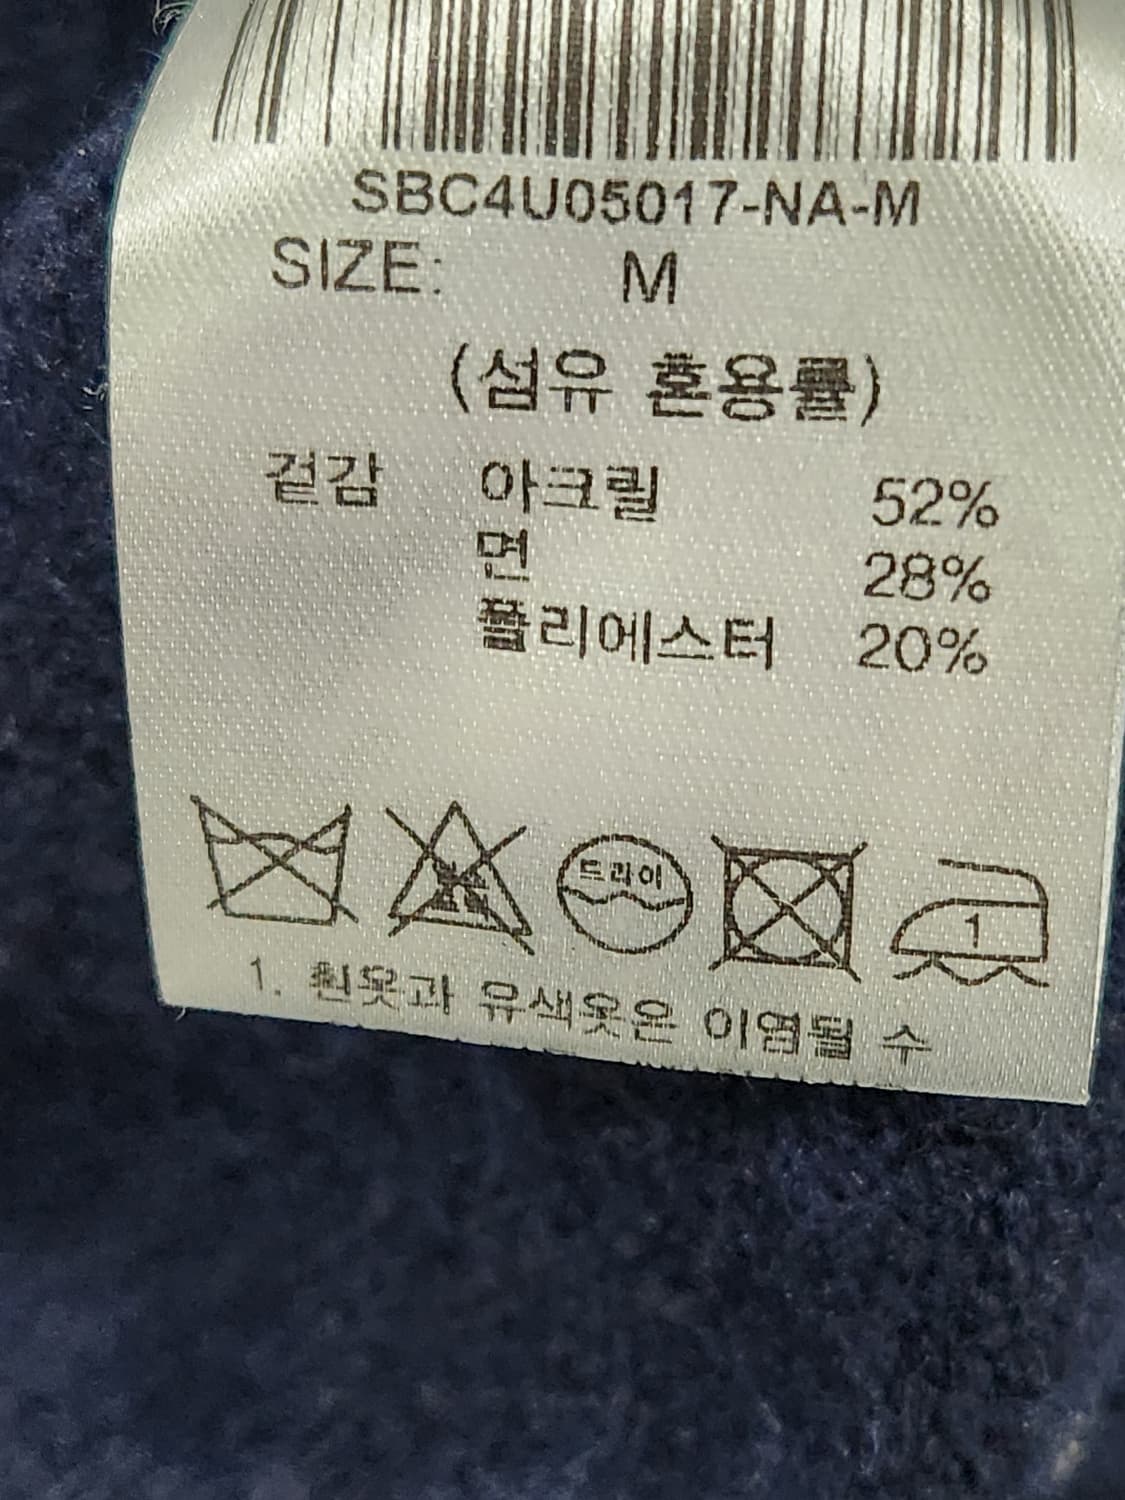 SBC4U05017-NA-M
SIZE: M
(섬유 혼용률)
겉감 아크릴 52%
면 28%
폴리에스터 20%
드라이
1
1. 흰옷과 유색옷은 이염될 수